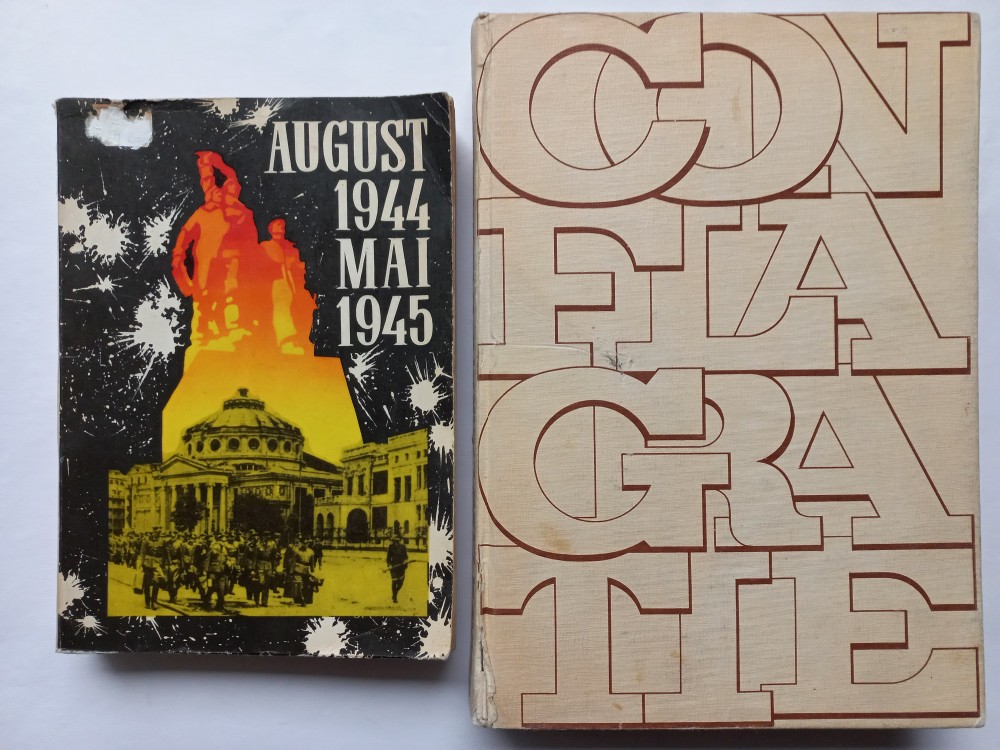 AUGUST
1944
MAI
1945
CON
FLA
GRA
TIE